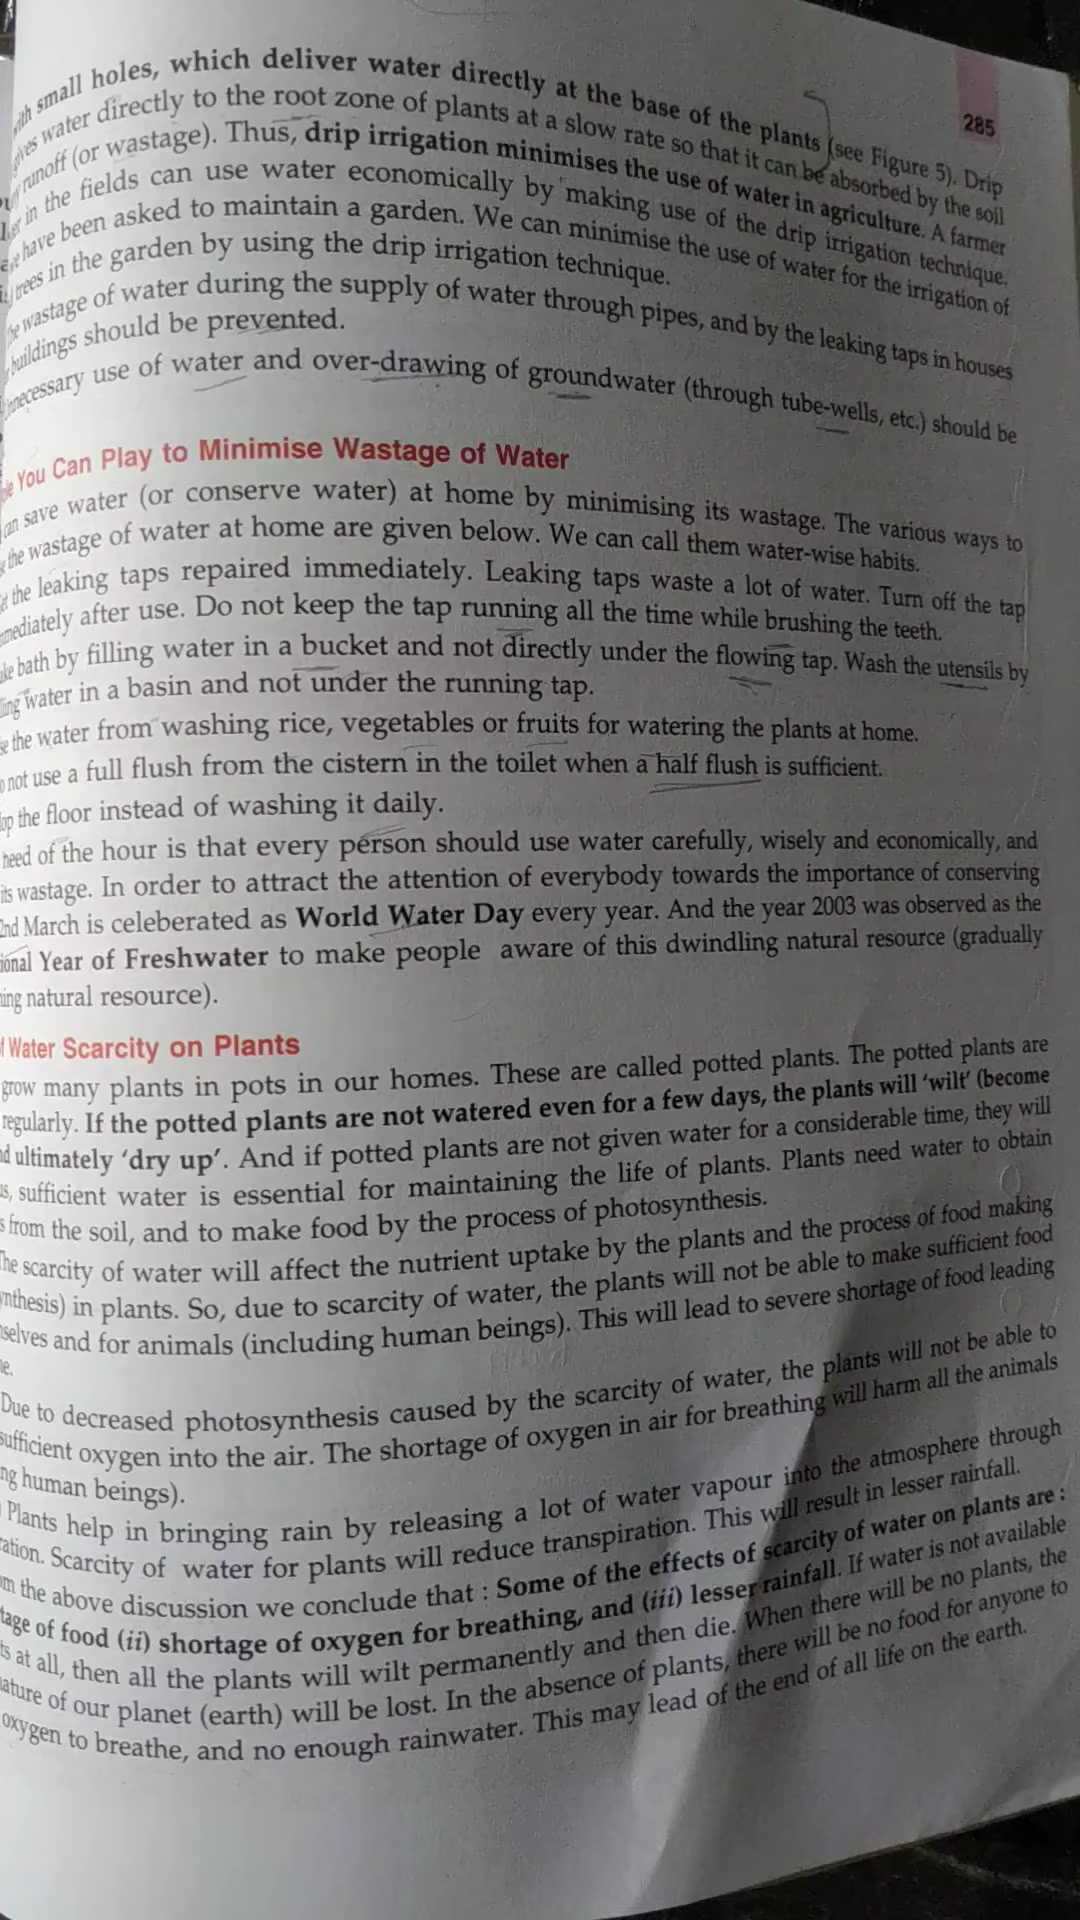 285
small holes, which deliver water directly at the base of the plants (see Figure 5). Drip
water directly to the root zone of plants at a slow rate so that it can be absorbed by the soil
runoff (or wastage). Thus, drip irrigation minimises the use of water in agriculture. A farmer
in the fields can use water economically by making use of the drip irrigation technique.
have been asked to maintain a garden. We can minimise the use of water for the irrigation of
trees in the garden by using the drip irrigation technique.
wastage of water during the supply of water through pipes, and by the leaking taps in houses
buildings should be prevented.
use of water and over-drawing of groundwater (through tube-wells, etc.) should be
You Can Play to Minimise Wastage of Water
save water (or conserve water) at home by minimising its wastage. The various ways to
the wastage of water at home are given below. We can call them water-wise habits.
the leaking taps repaired immediately. Leaking taps waste a lot of water. Turn off the tap
after use. Do not keep the tap running all the time while brushing the teeth.
bath by filling water in a bucket and not directly under the flowing tap. Wash the utensils by
water in a basin and not under the running tap.
the water from washing rice, vegetables or fruits for watering the plants at home.
not use a full flush from the cistern in the toilet when a half flush is sufficient.
the floor instead of washing it daily.
need of the hour is that every person should use water carefully, wisely and economically, and
its wastage. In order to attract the attention of everybody towards the importance of conserving
March is celeberated as World Water Day every year. And the year 2003 was observed as the
Year of Freshwater to make people aware of this dwindling natural resource (gradually
natural resource).
Water Scarcity on Plants
grow many plants in pots in our homes. These are called potted plants. The potted plants are
regularly. If the potted plants are not watered even for a few days, the plants will 'wilt' (become
ultimately 'dry up'. And if potted plants are not given water for a considerable time, they will
sufficient water is essential for maintaining the life of plants. Plants need water to obtain
from the soil, and to make food by the process of photosynthesis.
The scarcity of water will affect the nutrient uptake by the plants and the process of food making
in plants. So, due to scarcity of water, the plants will not be able to make sufficient food
and for animals (including human beings). This will lead to severe shortage of food leading
Due to decreased photosynthesis caused by the scarcity of water, the plants will not be able to
sufficient oxygen into the air. The shortage of oxygen in air for breathing will harm all the animals
human beings).
Plants help in bringing rain by releasing a lot of water vapour into the atmosphere through
Scarcity of water for plants will reduce transpiration. This will result in lesser rainfall.
the above discussion we conclude that : Some of the effects of scarcity of water on plants are :
of food (ii) shortage of oxygen for breathing, and (iii) lesser rainfall. If water is not available
at all, then all the plants will wilt permanently and then die. When there will be no plants, the
of our planet (earth) will be lost. In the absence of plants, there will be no food for anyone to
oxygen to breathe, and no enough rainwater. This may lead of the end of all life on the earth.